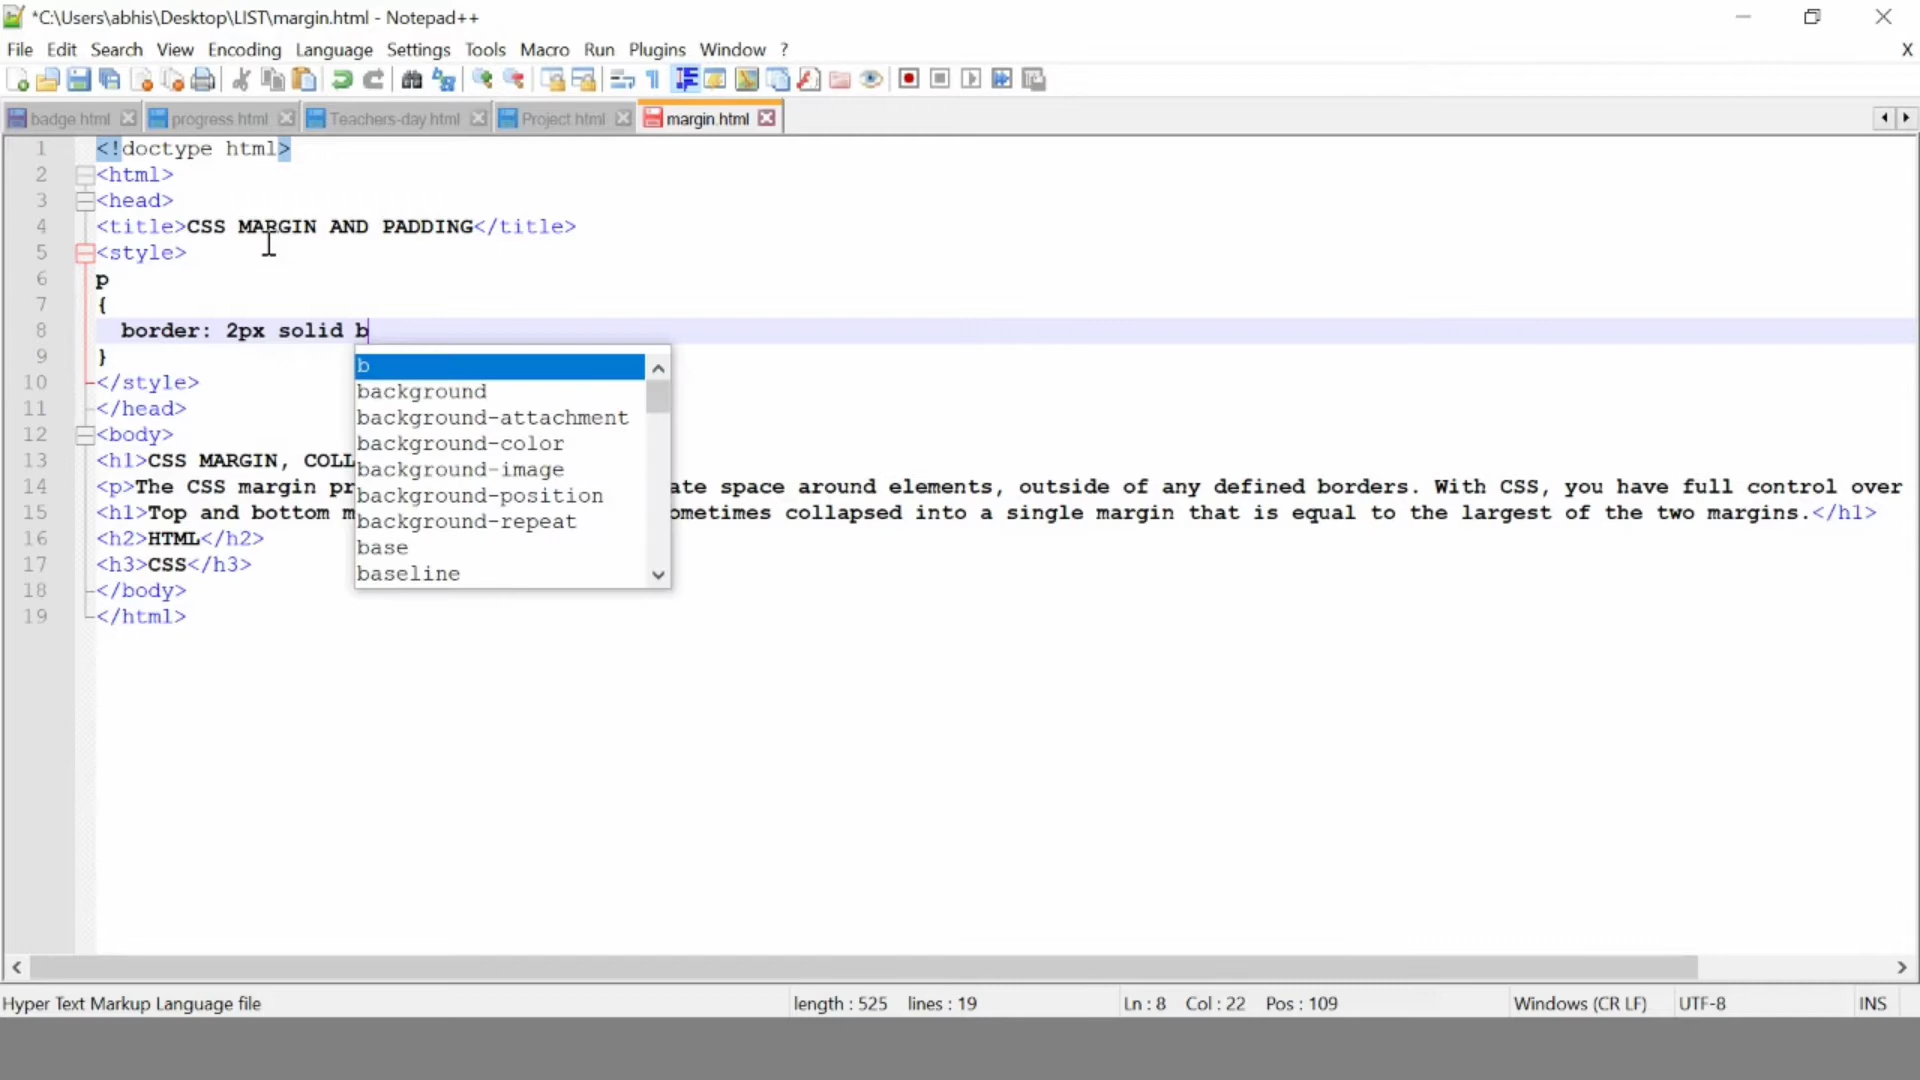 *C:\Users\abhis\Desktop\LIST\margin.html - Notepad++
File Edit Search View Encoding Language Settings Tools Macro Run Plugins Window ? X
badge html progress html Teachers-day.html Project html margin.html
1 <!doctype html>
2 <html>
3 <head>
4 <title>CSS MARGIN AND PADDING</title>
5 <style>
6 p
7 {
8 border: 2px solid b
9 }
10 </style>
11 </head>
12 <body>
13 <h1>CSS MARGIN, COLL
14 <p>The CSS margin pr ate space around elements, outside of any defined borders. With CSS, you have full control over
15 <h1>Top and bottom m ometimes collapsed into a single margin that is equal to the largest of the two margins.</h1>
16 <h2>HTML</h2>
17 <h3>CSS</h3>
18 </body>
19 </html>
b
background
background-attachment
background-color
background-image
background-position
background-repeat
base
baseline
Hyper Text Markup Language file length : 525 lines : 19 Ln : 8 Col : 22 Pos : 109 Windows (CR LF) UTF-8 INS